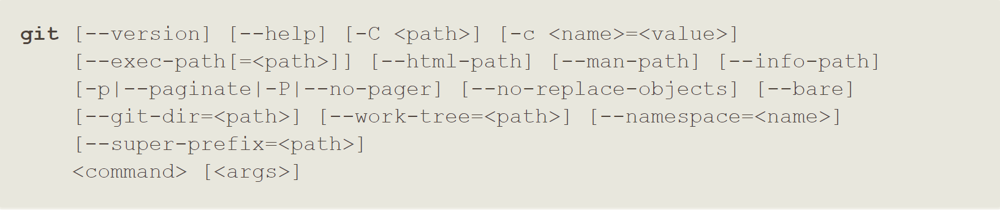 git [--version] [--help] [-C <path>] [-c <name>=<value>]
[--exec-path[=<path>]] [--html-path] [--man-path] [--info-path]
[-p|--paginate|-P|--no-pager] [--no-replace-objects] [--bare]
[--git-dir=<path>] [--work-tree=<path>] [--namespace=<name>]
[--super-prefix=<path>]
<command> [<args>]